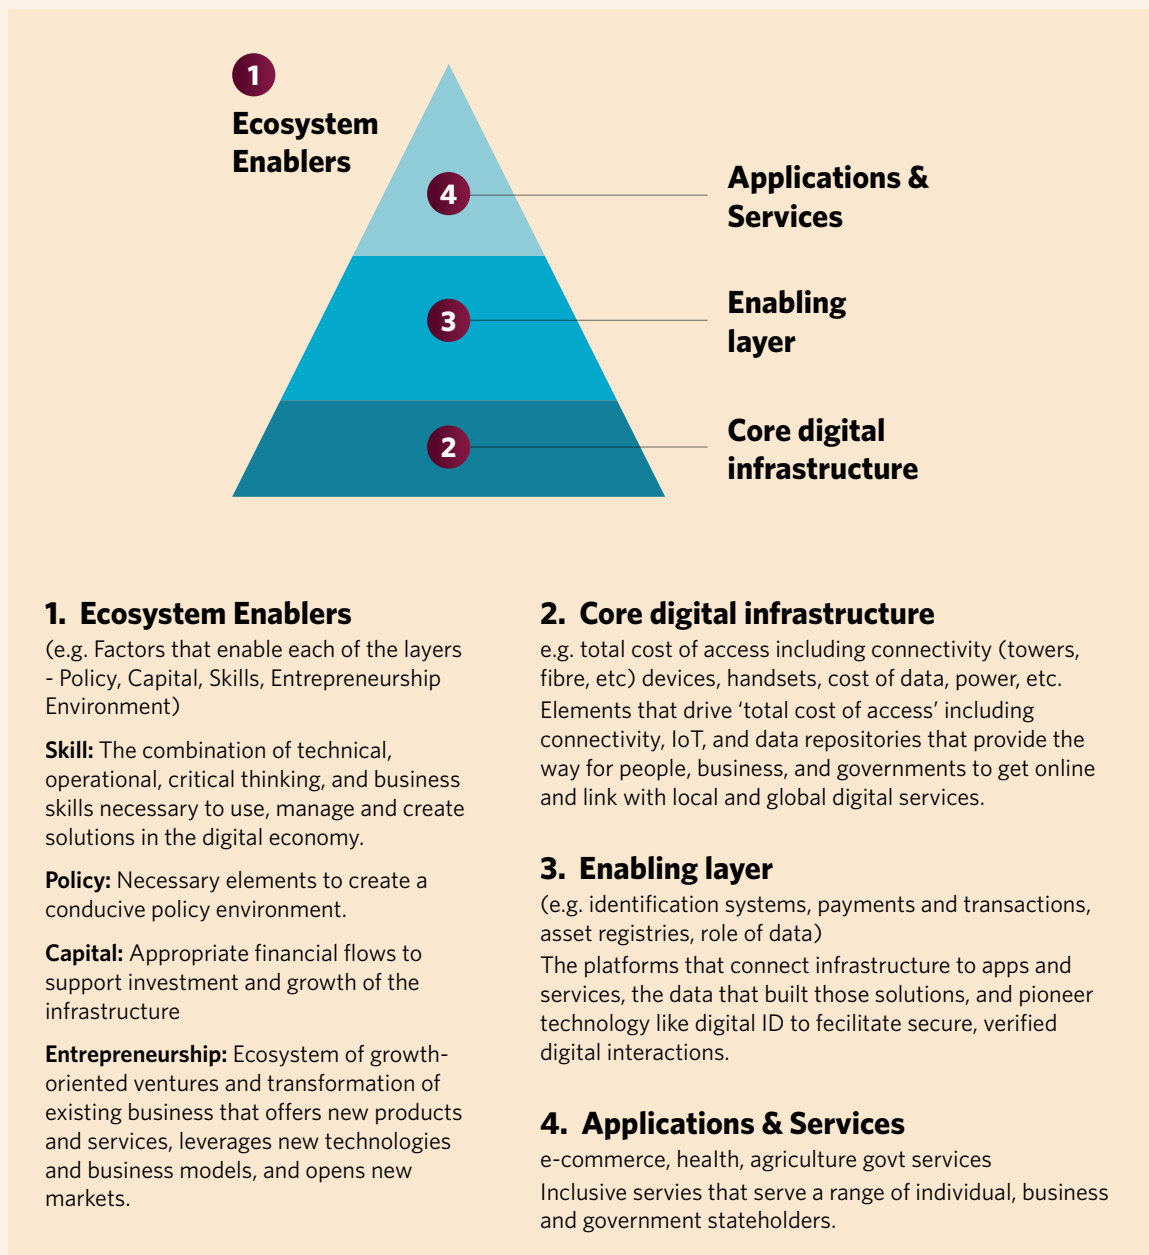 1
Ecosystem
Enablers
4
Applications &
Services
3
Enabling
layer
2
Core digital
infrastructure
1. Ecosystem Enablers
(e.g. Factors that enable each of the layers
- Policy, Capital, Skills, Entrepreneurship
Environment)
Skill: The combination of technical,
operational, critical thinking, and business
skills necessary to use, manage and create
solutions in the digital economy.
Policy: Necessary elements to create a
conducive policy environment.
Capital: Appropriate financial flows to
support investment and growth of the
infrastructure
Entrepreneurship: Ecosystem of growth-
oriented ventures and transformation of
existing business that offers new products
and services, leverages new technologies
and business models, and opens new
markets.
2. Core digital infrastructure
e.g. total cost of access including connectivity (towers,
fibre, etc) devices, handsets, cost of data, power, etc.
Elements that drive ‘total cost of access’ including
connectivity, IoT, and data repositories that provide the
way for people, business, and governments to get online
and link with local and global digital services.
3. Enabling layer
(e.g. identification systems, payments and transactions,
asset registries, role of data)
The platforms that connect infrastructure to apps and
services, the data that built those solutions, and pioneer
technology like digital ID to fecilitate secure, verified
digital interactions.
4. Applications & Services
e-commerce, health, agriculture govt services
Inclusive servies that serve a range of individual, business
and government stateholders.